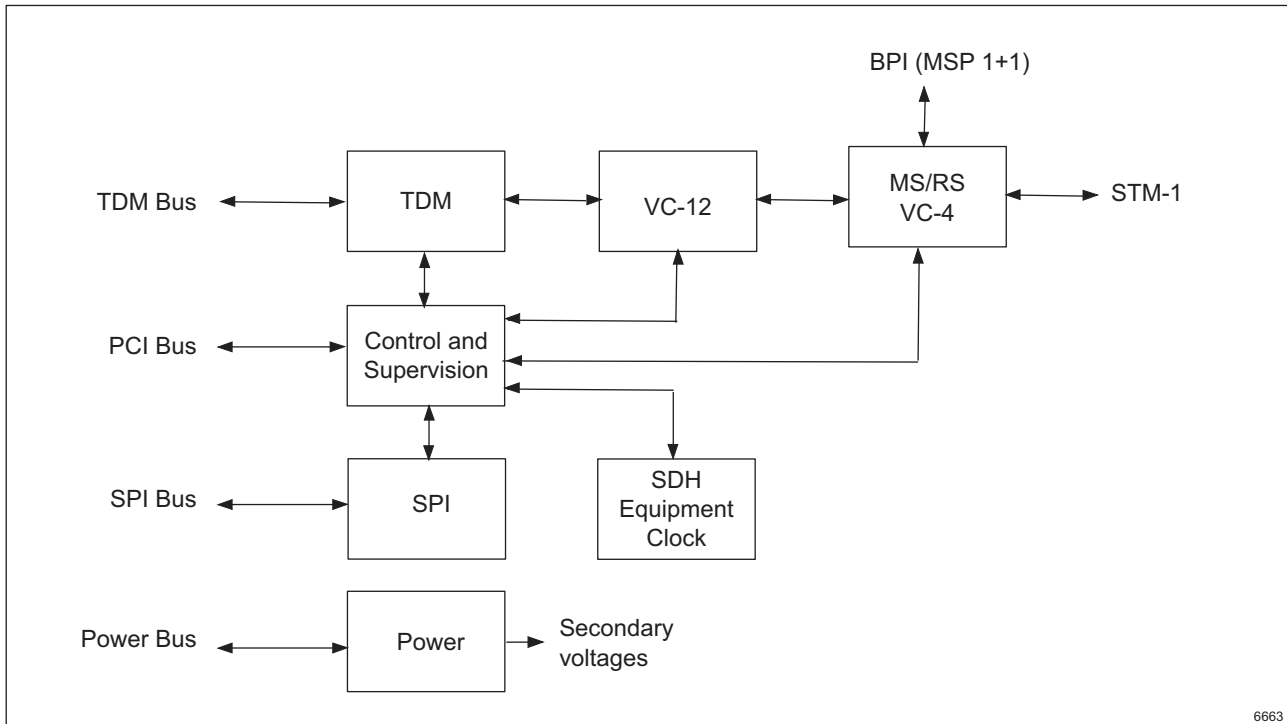 BPI (MSP 1+1)
TDM Bus
TDM
VC-12
MS/RS
VC-4
STM-1
PCI Bus
Control and
Supervision
SPI Bus
SPI
SDH
Equipment
Clock
Power Bus
Power
Secondary
voltages
6663